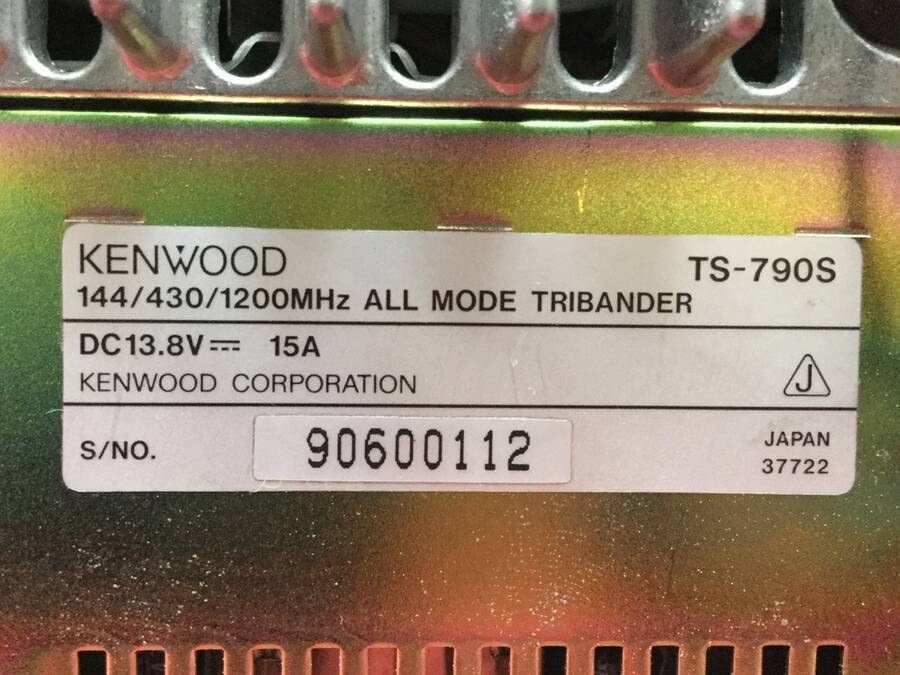 KENWOOD TS-790S
144/430/1200MHz ALL MODE TRIBANDER
DC13.8V⎓ 15A
KENWOOD CORPORATION
J
S/NO. 90600112
JAPAN
37722